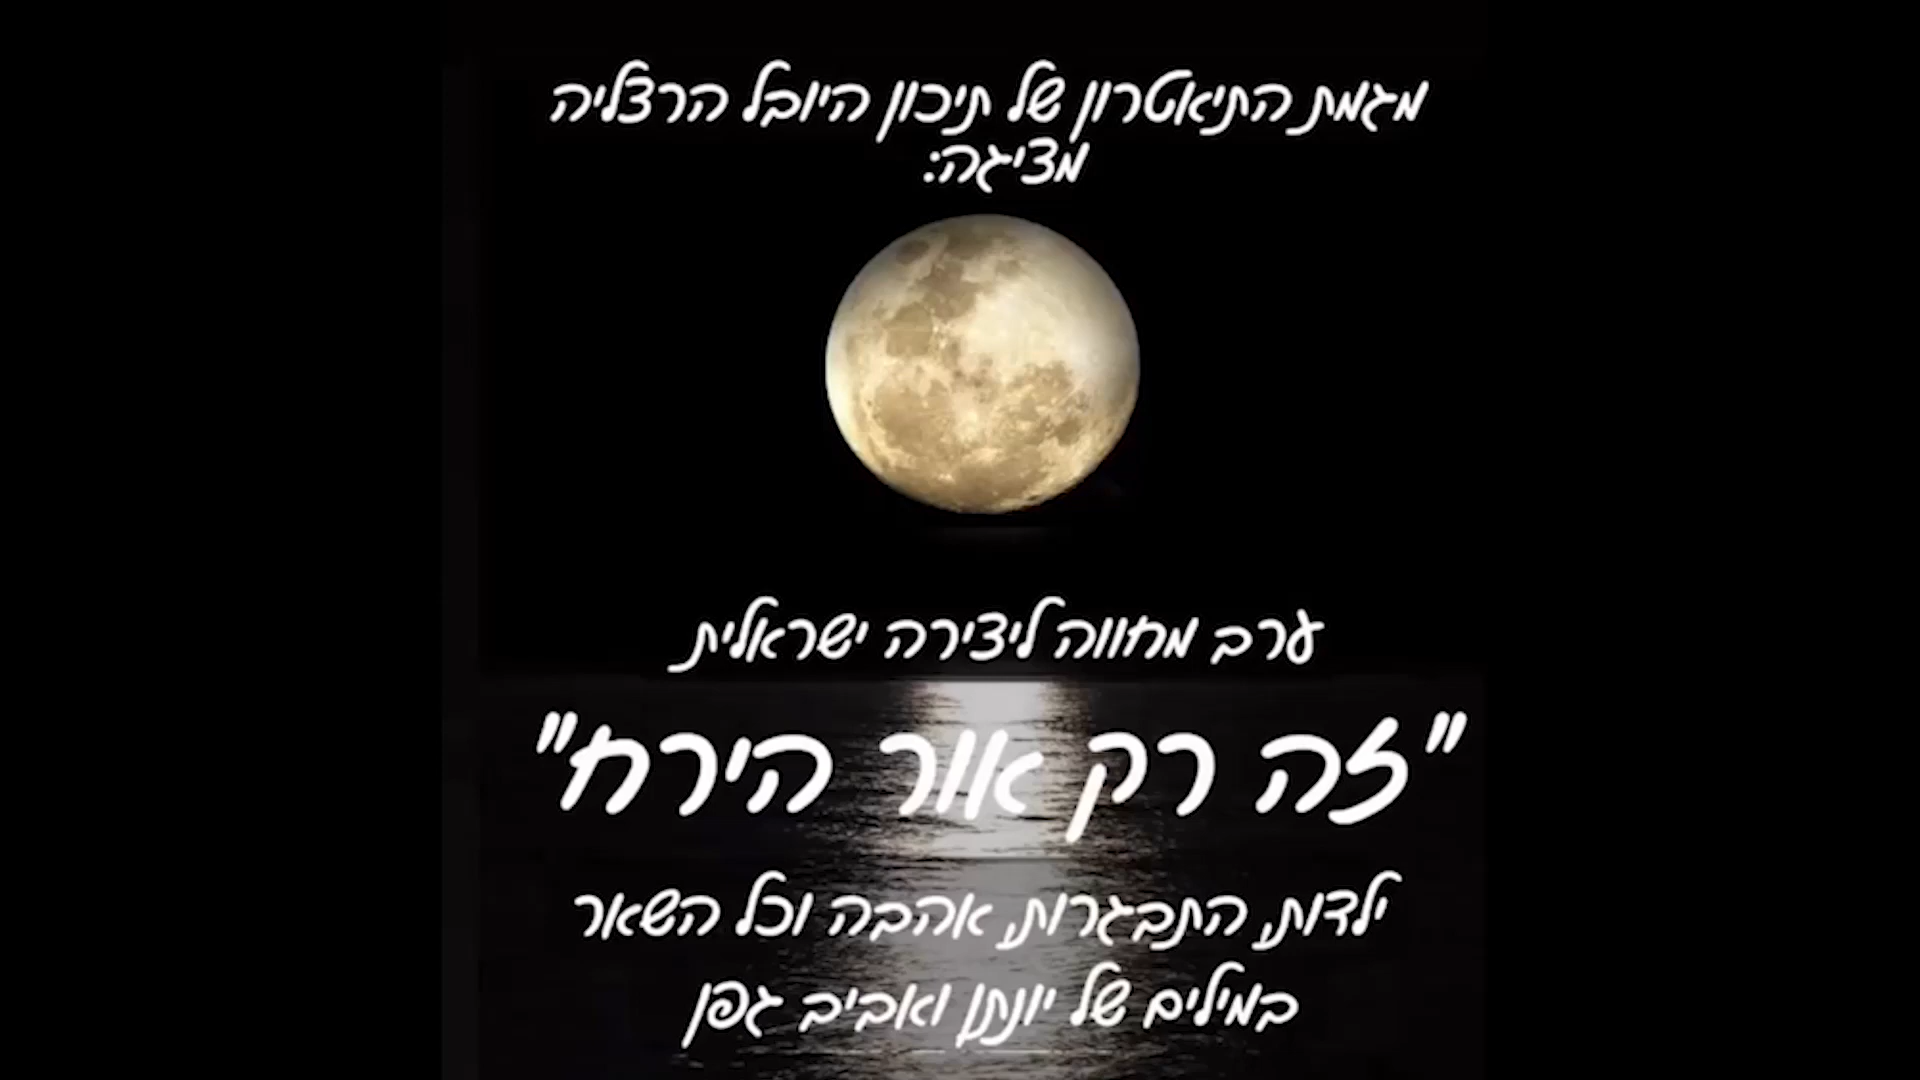 מגמת התיאטרון של תיכון היובל הרצליה
מציגה:
ערב מחווה ליצירה ישראלית
"זה רק אור הירח"
ילדות, התבגרות, אהבה וכל השאר
במילים של יונתן ואביב גפן